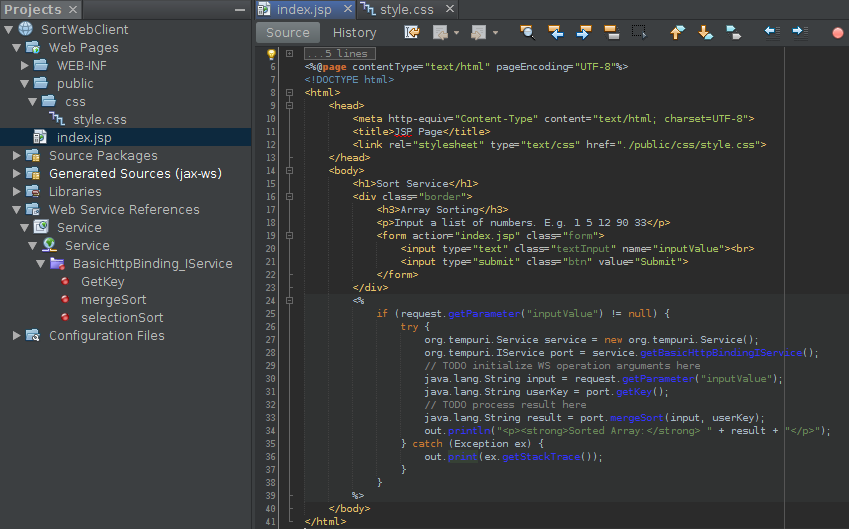 Projects
SortWebClient
Web Pages
WEB-INF
public
css
style.css
index.jsp
Source Packages
Generated Sources (jax-ws)
Libraries
Web Service References
Service
Service
BasicHttpBinding_IService
GetKey
mergeSort
selectionSort
Configuration Files
index.jsp
style.css
Source
History
...5 lines
6 <%@page contentType="text/html" pageEncoding="UTF-8"%>
7 <!DOCTYPE html>
8 <html>
9 <head>
10 <meta http-equiv="Content-Type" content="text/html; charset=UTF-8">
11 <title>JSP Page</title>
12 <link rel="stylesheet" type="text/css" href="./public/css/style.css">
13 </head>
14 <body>
15 <h1>Sort Service</h1>
16 <div class="border">
17 <h3>Array Sorting</h3>
18 <p>Input a list of numbers. E.g. 1 5 12 90 33</p>
19 <form action="index.jsp" class="form">
20 <input type="text" class="textInput" name="inputValue"><br>
21 <input type="submit" class="btn" value="Submit">
22 </form>
23 </div>
24 <%
25 if (request.getParameter("inputValue") != null) {
26 try {
27 org.tempuri.Service service = new org.tempuri.Service();
28 org.tempuri.IService port = service.getBasicHttpBindingIService();
29 // TODO initialize WS operation arguments here
30 java.lang.String input = request.getParameter("inputValue");
31 java.lang.String userKey = port.getKey();
32 // TODO process result here
33 java.lang.String result = port.mergeSort(input, userKey);
34 out.println("<p><strong>Sorted Array:</strong> " + result + "</p>");
35 } catch (Exception ex) {
36 out.print(ex.getStackTrace());
37 }
38 }
39 %>
40 </body>
41 </html>